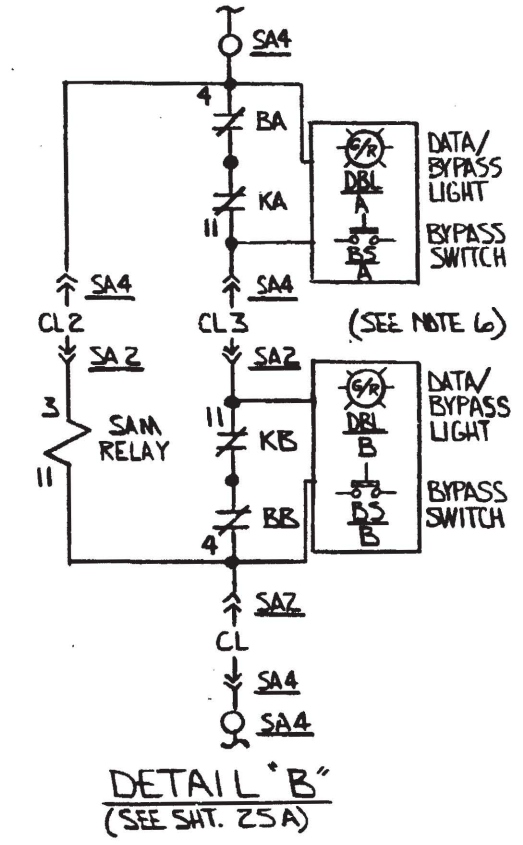 SA4
4
BA
G/R
DBL
A
DATA/
BYPASS
LIGHT
KA
11
BS
A
BYPASS
SWITCH
SA4
SA4
CL2
CL3
(SEE NOTE 6)
SA2
SA2
3
SAM
RELAY
11
11
KB
G/R
DBL
B
DATA/
BYPASS
LIGHT
BB
4
BS
B
BYPASS
SWITCH
SA2
CL
SA4
SA4
DETAIL "B"
(SEE SHT. 25A)